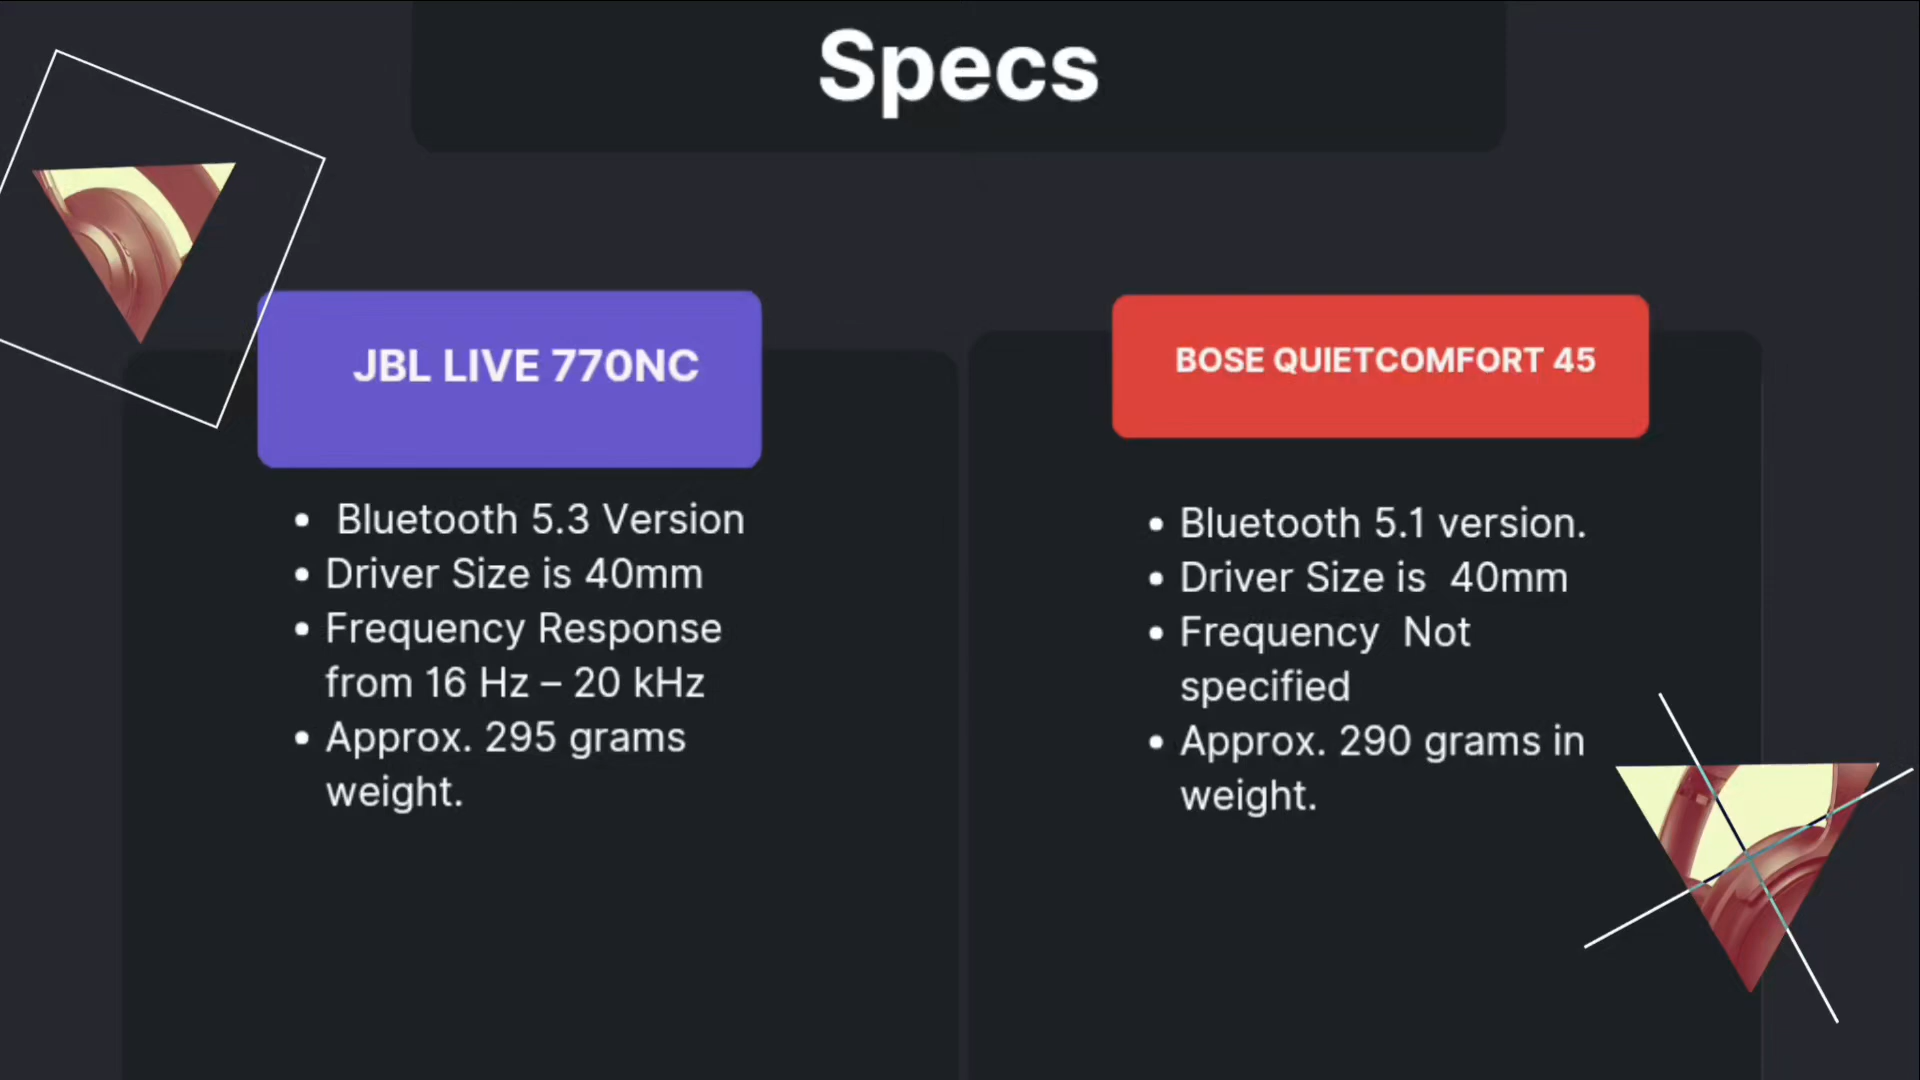 Specs
JBL LIVE 770NC
• Bluetooth 5.3 Version
• Driver Size is 40mm
• Frequency Response
from 16 Hz – 20 kHz
• Approx. 295 grams
weight.
BOSE QUIETCOMFORT 45
• Bluetooth 5.1 version.
• Driver Size is 40mm
• Frequency Not
specified
• Approx. 290 grams in
weight.